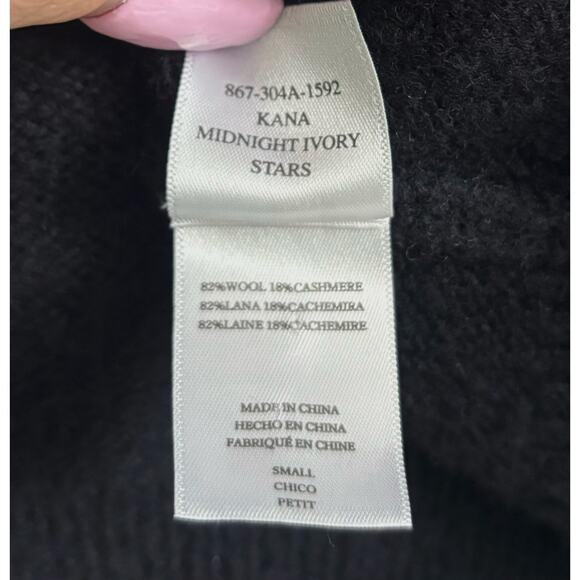 867-304A-1592
KANA
MIDNIGHT IVORY
STARS
82%WOOL 18%CASHMERE
82%LANA 18%CACHEMIRA
82%LAINE 18%CACHEMIRE
MADE IN CHINA
HECHO EN CHINA
FABRIQUÉ EN CHINE
SMALL
CHICO
PETIT